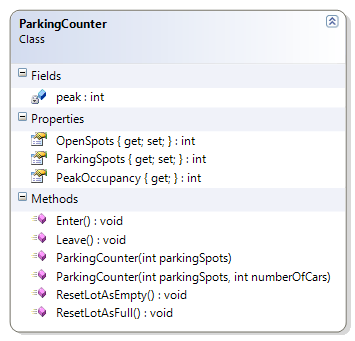 ParkingCounter
Class
Fields
peak : int
Properties
OpenSpots { get; set; } : int
ParkingSpots { get; set; } : int
PeakOccupancy { get; } : int
Methods
Enter() : void
Leave() : void
ParkingCounter(int parkingSpots)
ParkingCounter(int parkingSpots, int numberOfCars)
ResetLotAsEmpty() : void
ResetLotAsFull() : void